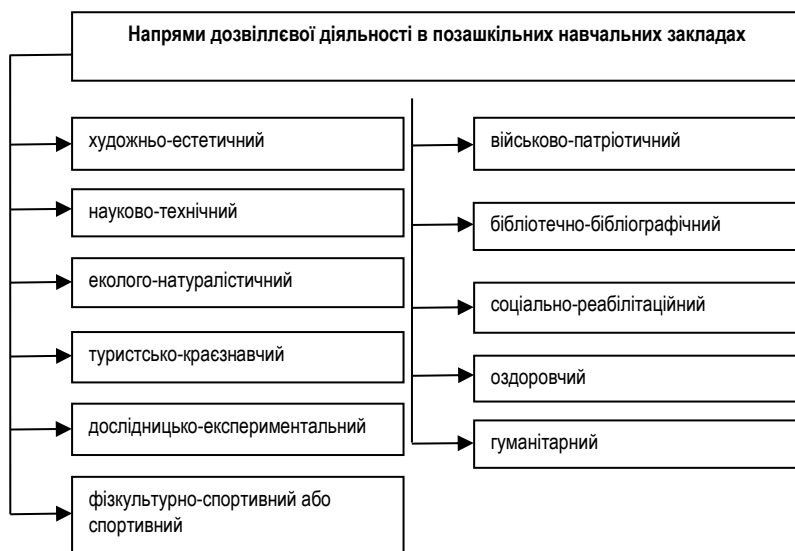 Напрями дозвіллєвої діяльності в позашкільних навчальних закладах
художньо-естетичний
науково-технічний
еколого-натуралістичний
туристсько-краєзнавчий
дослідницько-експериментальний
фізкультурно-спортивний або
спортивний
військово-патріотичний
бібліотечно-бібліографічний
соціально-реабілітаційний
оздоровчий
гуманітарний